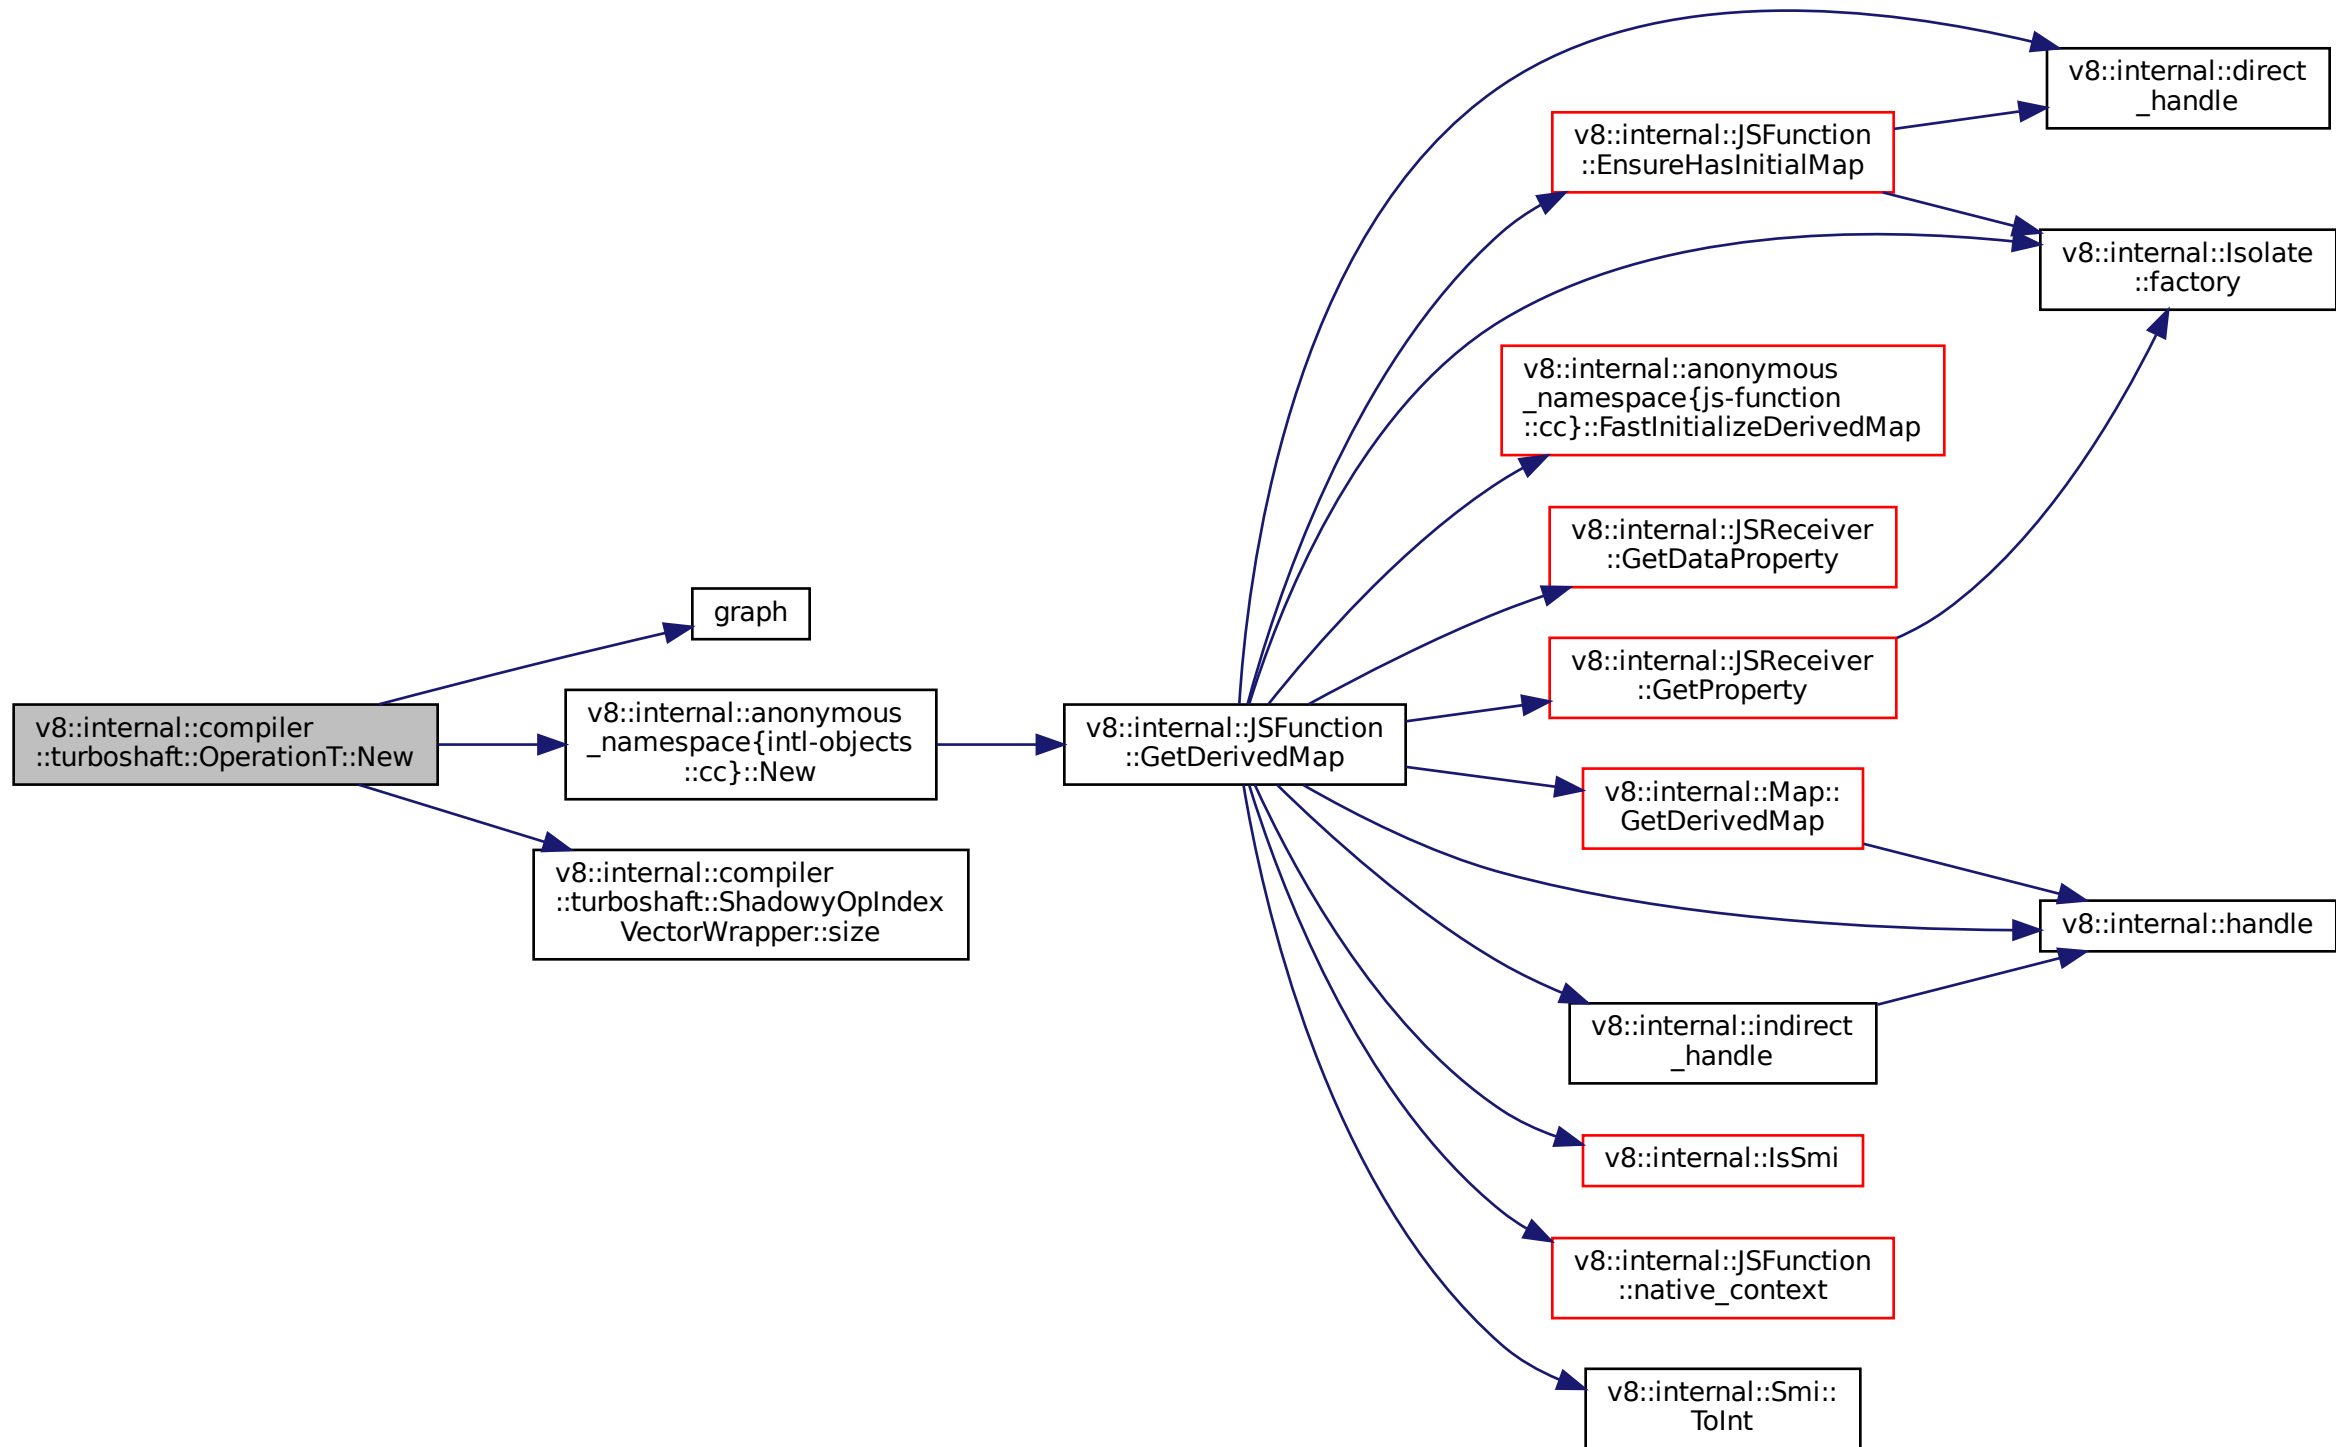 v8::internal::compiler
::turboshaft::OperationT::New
graph
v8::internal::anonymous
_namespace{intl-objects
::cc}::New
v8::internal::compiler
::turboshaft::ShadowyOpIndex
VectorWrapper::size
v8::internal::JSFunction
::GetDerivedMap
v8::internal::direct
_handle
v8::internal::JSFunction
::EnsureHasInitialMap
v8::internal::Isolate
::factory
v8::internal::anonymous
_namespace{js-function
::cc}::FastInitializeDerivedMap
v8::internal::JSReceiver
::GetDataProperty
v8::internal::JSReceiver
::GetProperty
v8::internal::Map::
GetDerivedMap
v8::internal::handle
v8::internal::indirect
_handle
v8::internal::IsSmi
v8::internal::JSFunction
::native_context
v8::internal::Smi::
ToInt